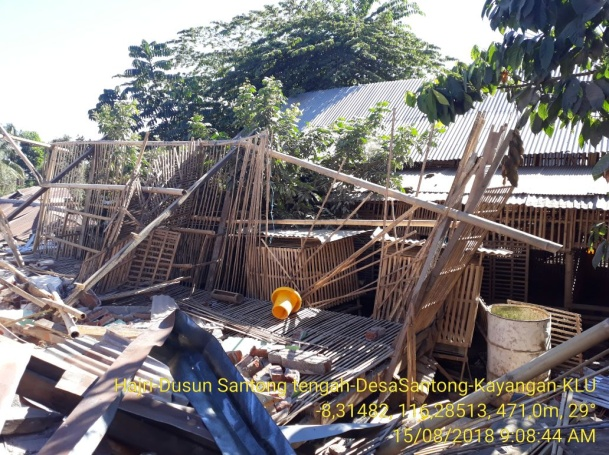 Hajri Dusun Santong tengah-DesaSantong-Kayangan-KLU
-8,31482, 116,28513, 471,0m, 29°
15/08/2018 9:08:44 AM